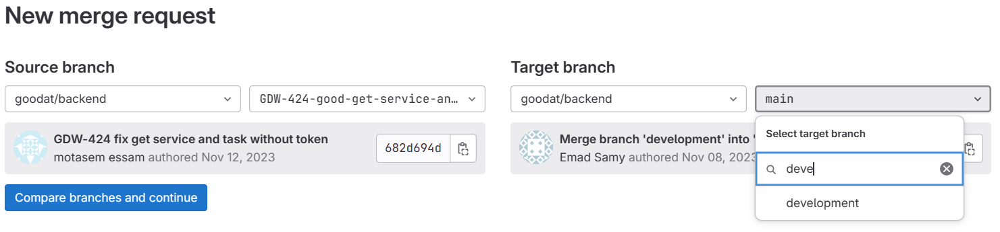 New merge request
Source branch
Target branch
goodat/backend
GDW-424-good-get-service-an…
goodat/backend
main
GDW-424 fix get service and task without token
motasem essam authored Nov 12, 2023
682d694d
Merge branch 'development' into '
Emad Samy authored Nov 08, 2023
Select target branch
deve
development
Compare branches and continue